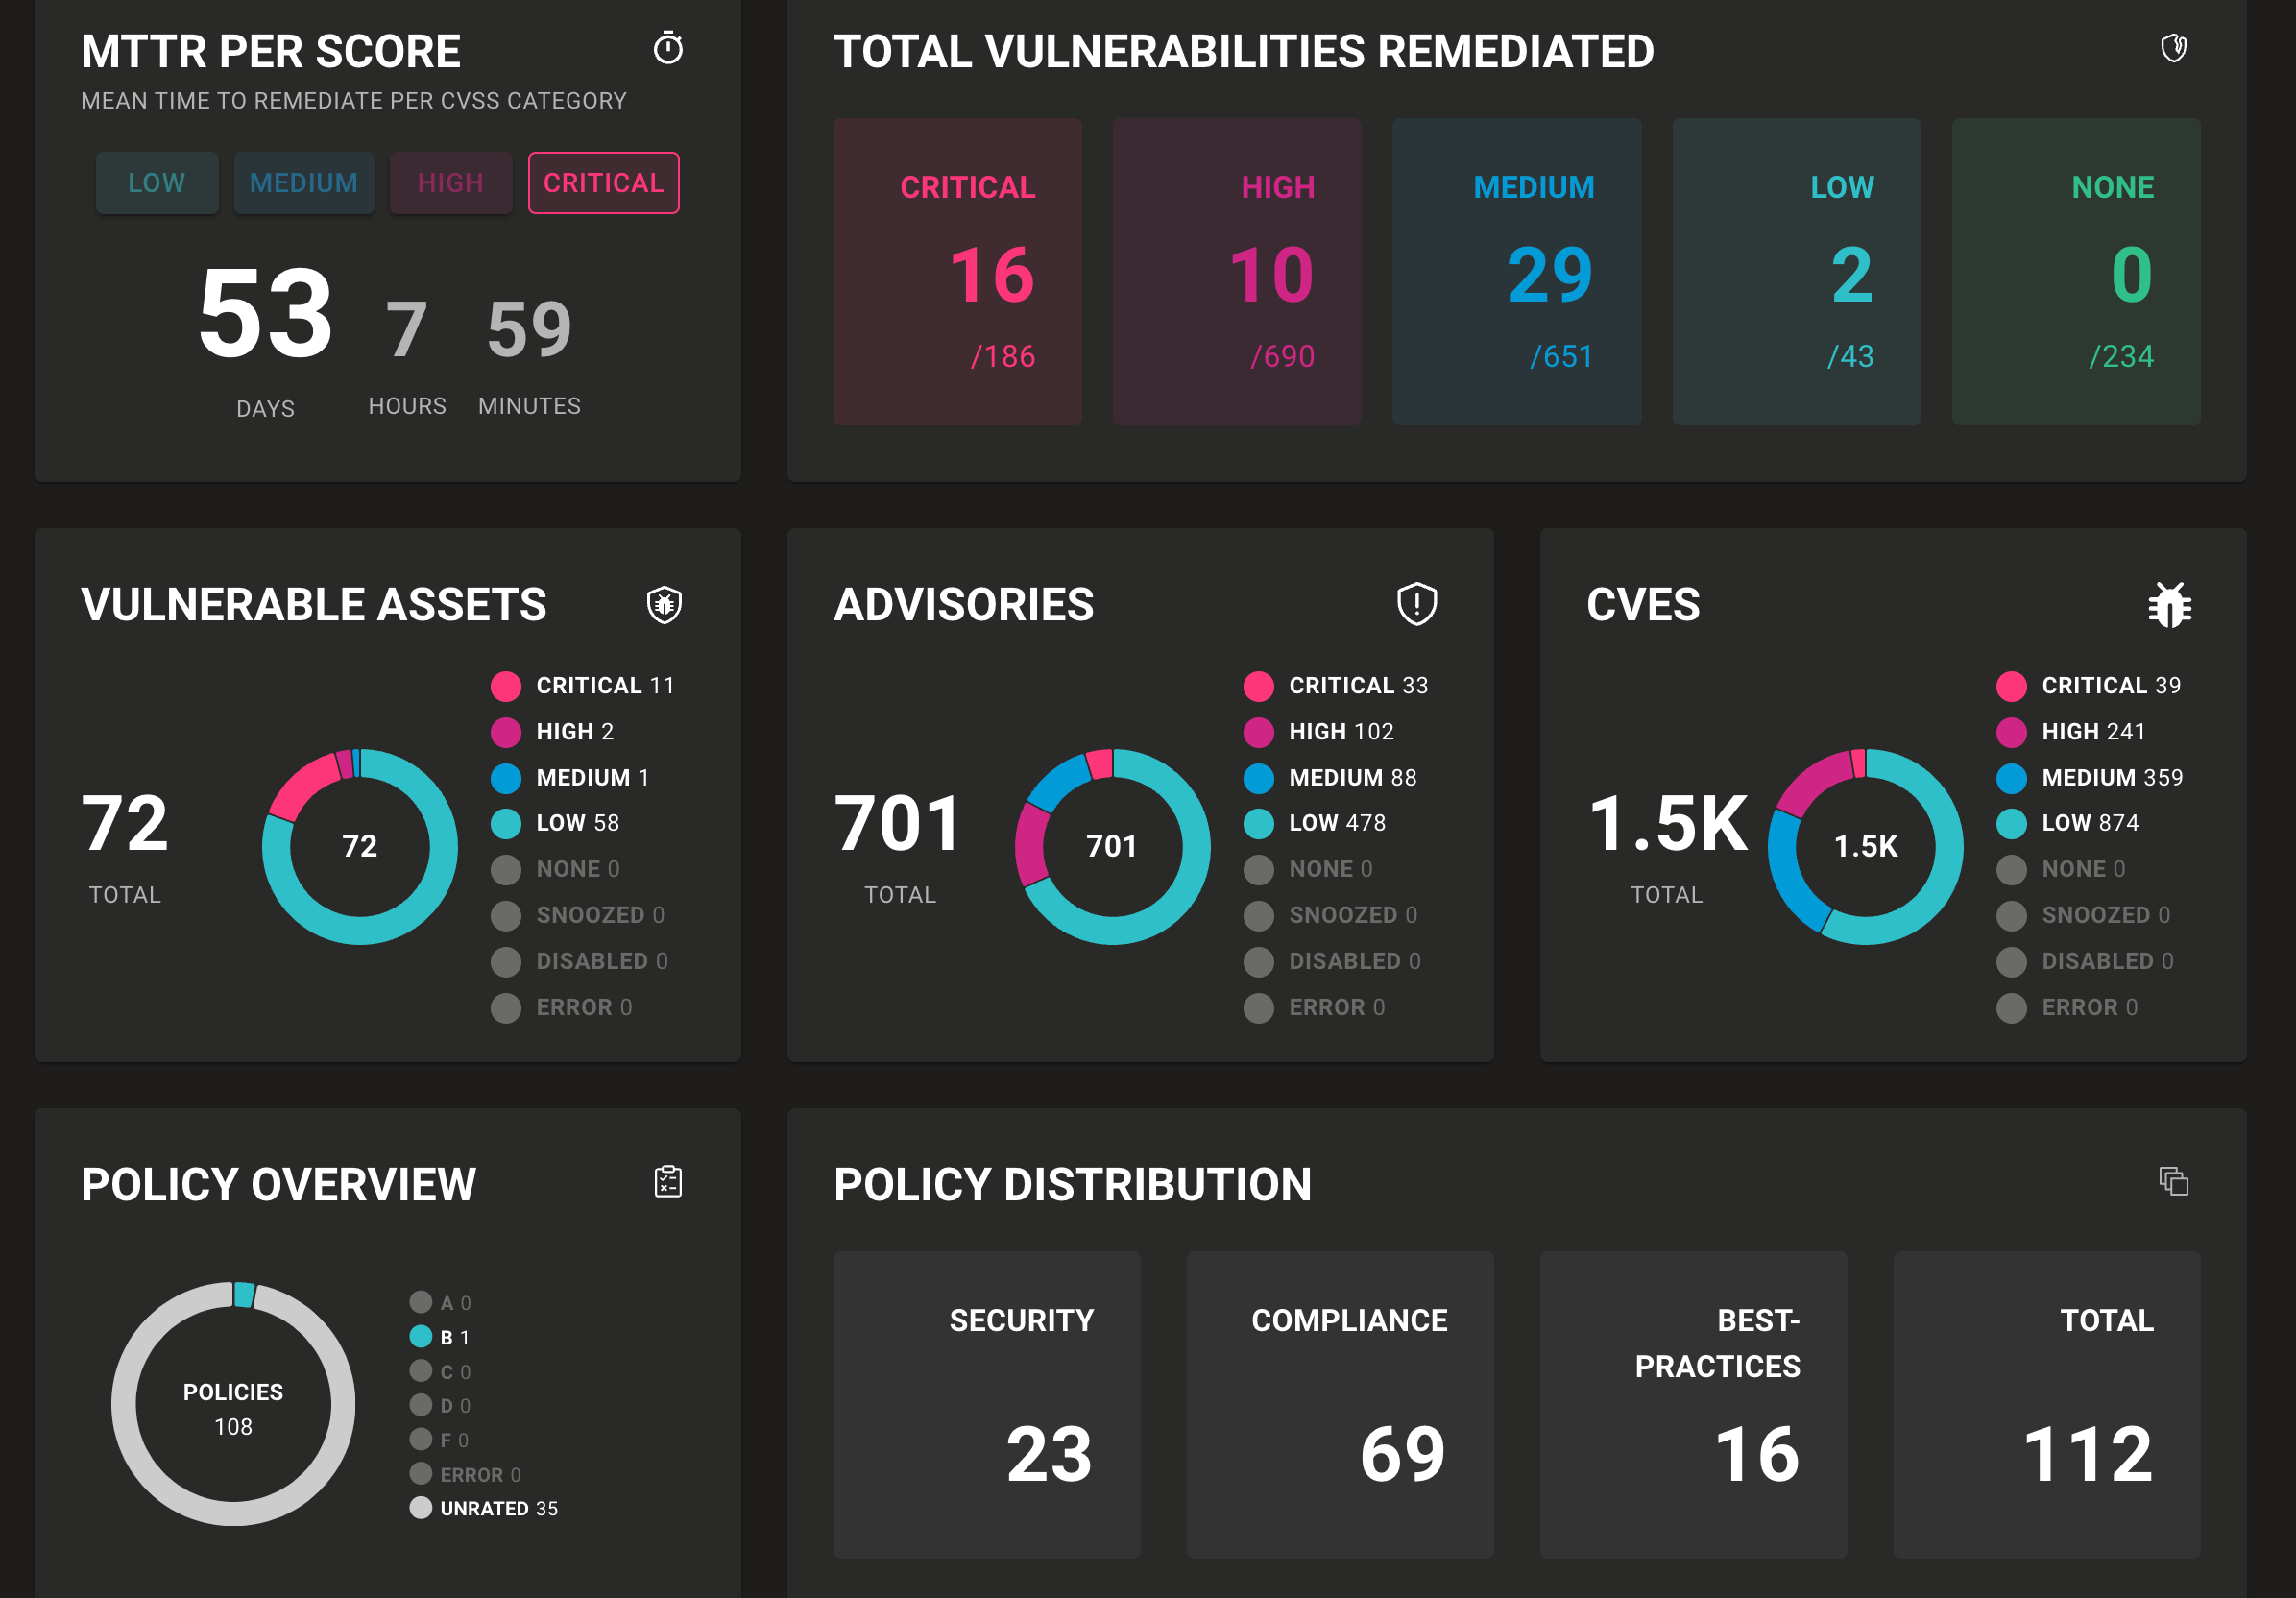 MTTR PER SCORE
MEAN TIME TO REMEDIATE PER CVSS CATEGORY
LOW MEDIUM HIGH CRITICAL
53 7 59
DAYS HOURS MINUTES
TOTAL VULNERABILITIES REMEDIATED
CRITICAL HIGH MEDIUM LOW NONE
16 10 29 2 0
/186 /690 /651 /43 /234
VULNERABLE ASSETS
72
TOTAL
72
CRITICAL 11
HIGH 2
MEDIUM 1
LOW 58
NONE 0
SNOOZED 0
DISABLED 0
ERROR 0
ADVISORIES
701
TOTAL
701
CRITICAL 33
HIGH 102
MEDIUM 88
LOW 478
NONE 0
SNOOZED 0
DISABLED 0
ERROR 0
CVES
1.5K
TOTAL
1.5K
CRITICAL 39
HIGH 241
MEDIUM 359
LOW 874
NONE 0
SNOOZED 0
DISABLED 0
ERROR 0
POLICY OVERVIEW
POLICIES
108
A 0
B 1
C 0
D 0
F 0
ERROR 0
UNRATED 35
POLICY DISTRIBUTION
SECURITY
23
COMPLIANCE
69
BEST-
PRACTICES
16
TOTAL
112